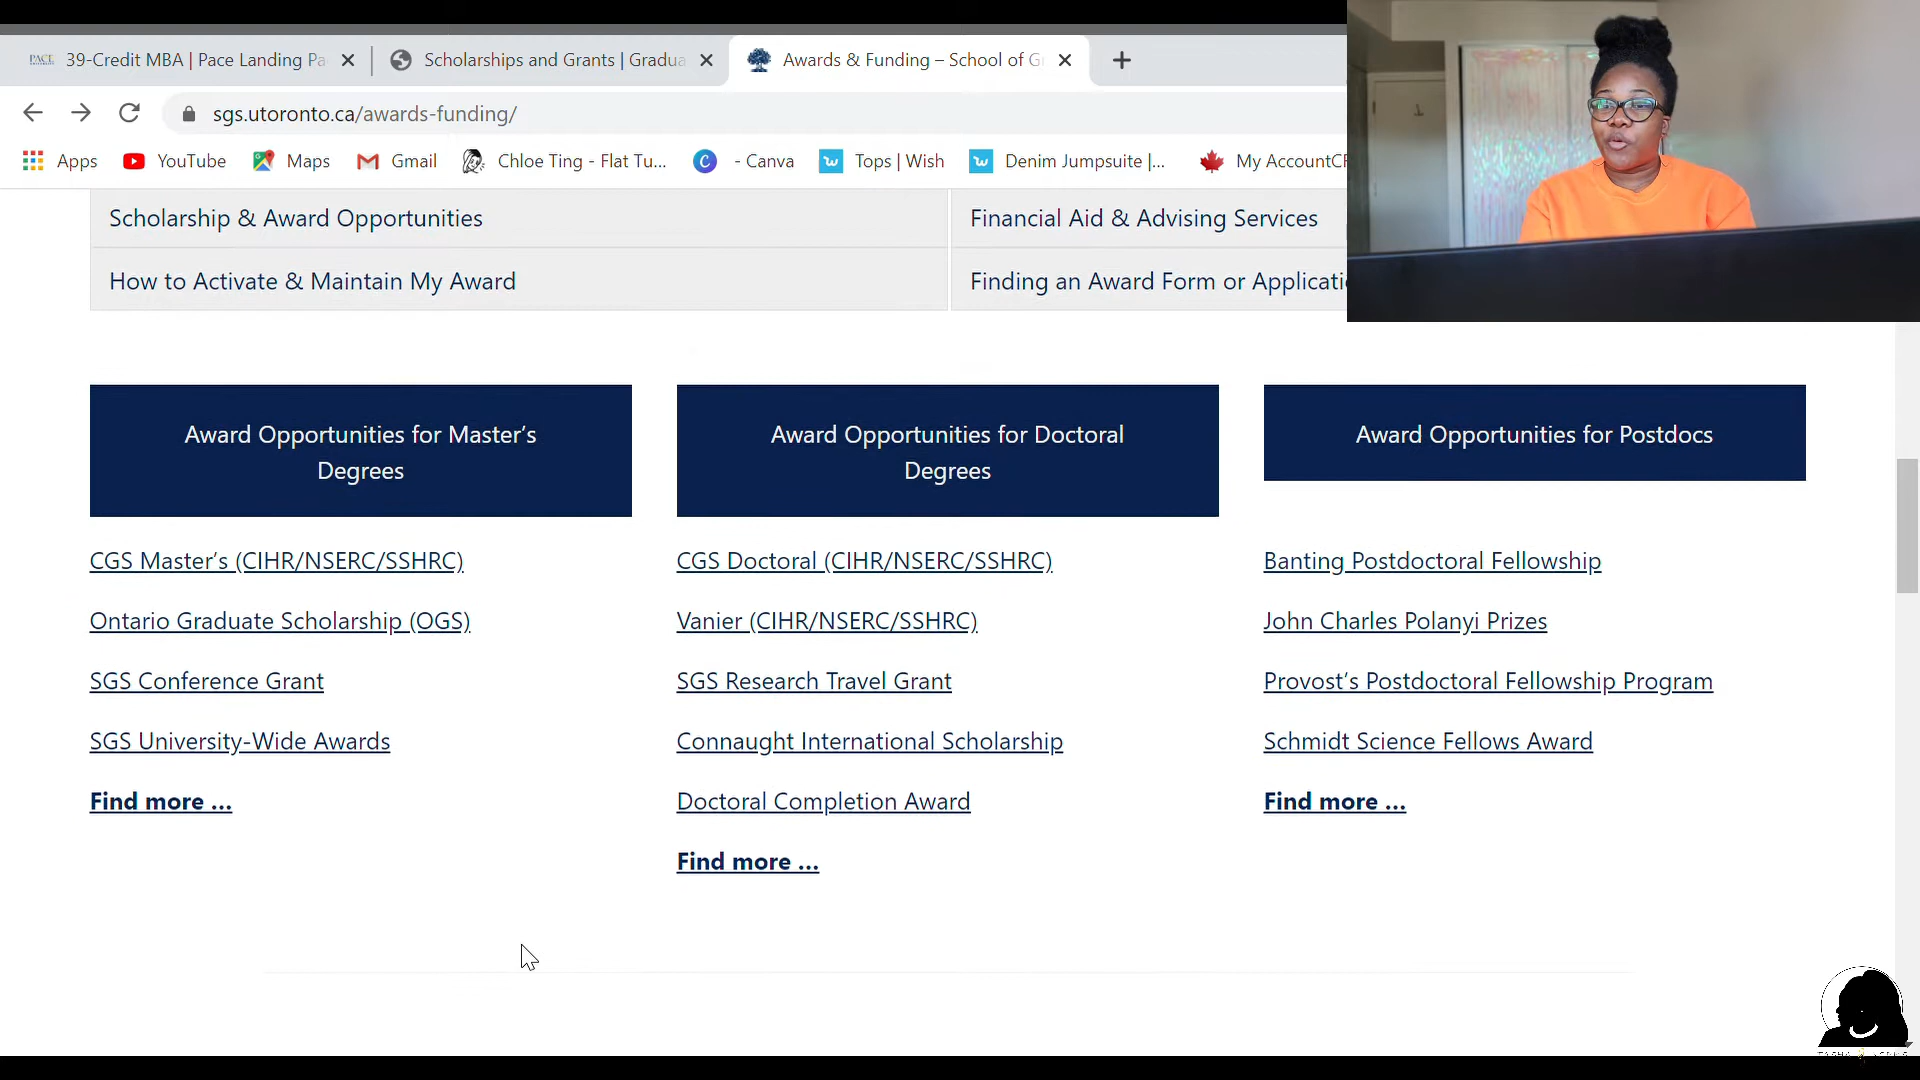 PACE
39-Credit MBA | Pace Landing Pa
Scholarships and Grants | Gradua
Awards & Funding – School of G
sgs.utoronto.ca/awards-funding/
Apps
YouTube
Maps
Gmail
Chloe Ting - Flat Tu...
- Canva
Tops | Wish
Denim Jumpsuite |...
My AccountCF
Scholarship & Award Opportunities
Financial Aid & Advising Services
How to Activate & Maintain My Award
Finding an Award Form or Applicati
Award Opportunities for Master's
Degrees
CGS Master's (CIHR/NSERC/SSHRC)
Ontario Graduate Scholarship (OGS)
SGS Conference Grant
SGS University-Wide Awards
Find more ...
Award Opportunities for Doctoral
Degrees
CGS Doctoral (CIHR/NSERC/SSHRC)
Vanier (CIHR/NSERC/SSHRC)
SGS Research Travel Grant
Connaught International Scholarship
Doctoral Completion Award
Find more ...
Award Opportunities for Postdocs
Banting Postdoctoral Fellowship
John Charles Polanyi Prizes
Provost's Postdoctoral Fellowship Program
Schmidt Science Fellows Award
Find more ...